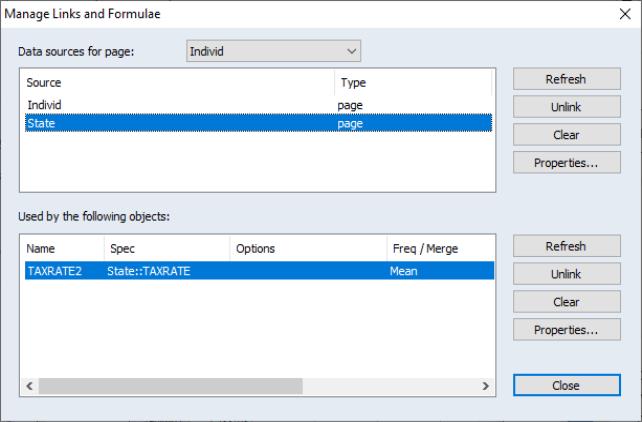 Manage Links and Formulae
Data sources for page: Individ
Source Type
Individ page
State page
Refresh
Unlink
Clear
Properties...
Used by the following objects:
Name Spec Options Freq / Merge
TAXRATE2 State::TAXRATE Mean
Refresh
Unlink
Clear
Properties...
Close